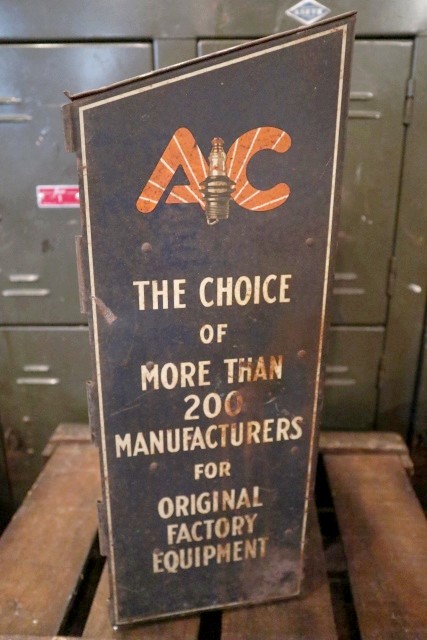 AC
THE CHOICE
OF
MORE THAN
200
MANUFACTURERS
FOR
ORIGINAL
FACTORY
EQUIPMENT